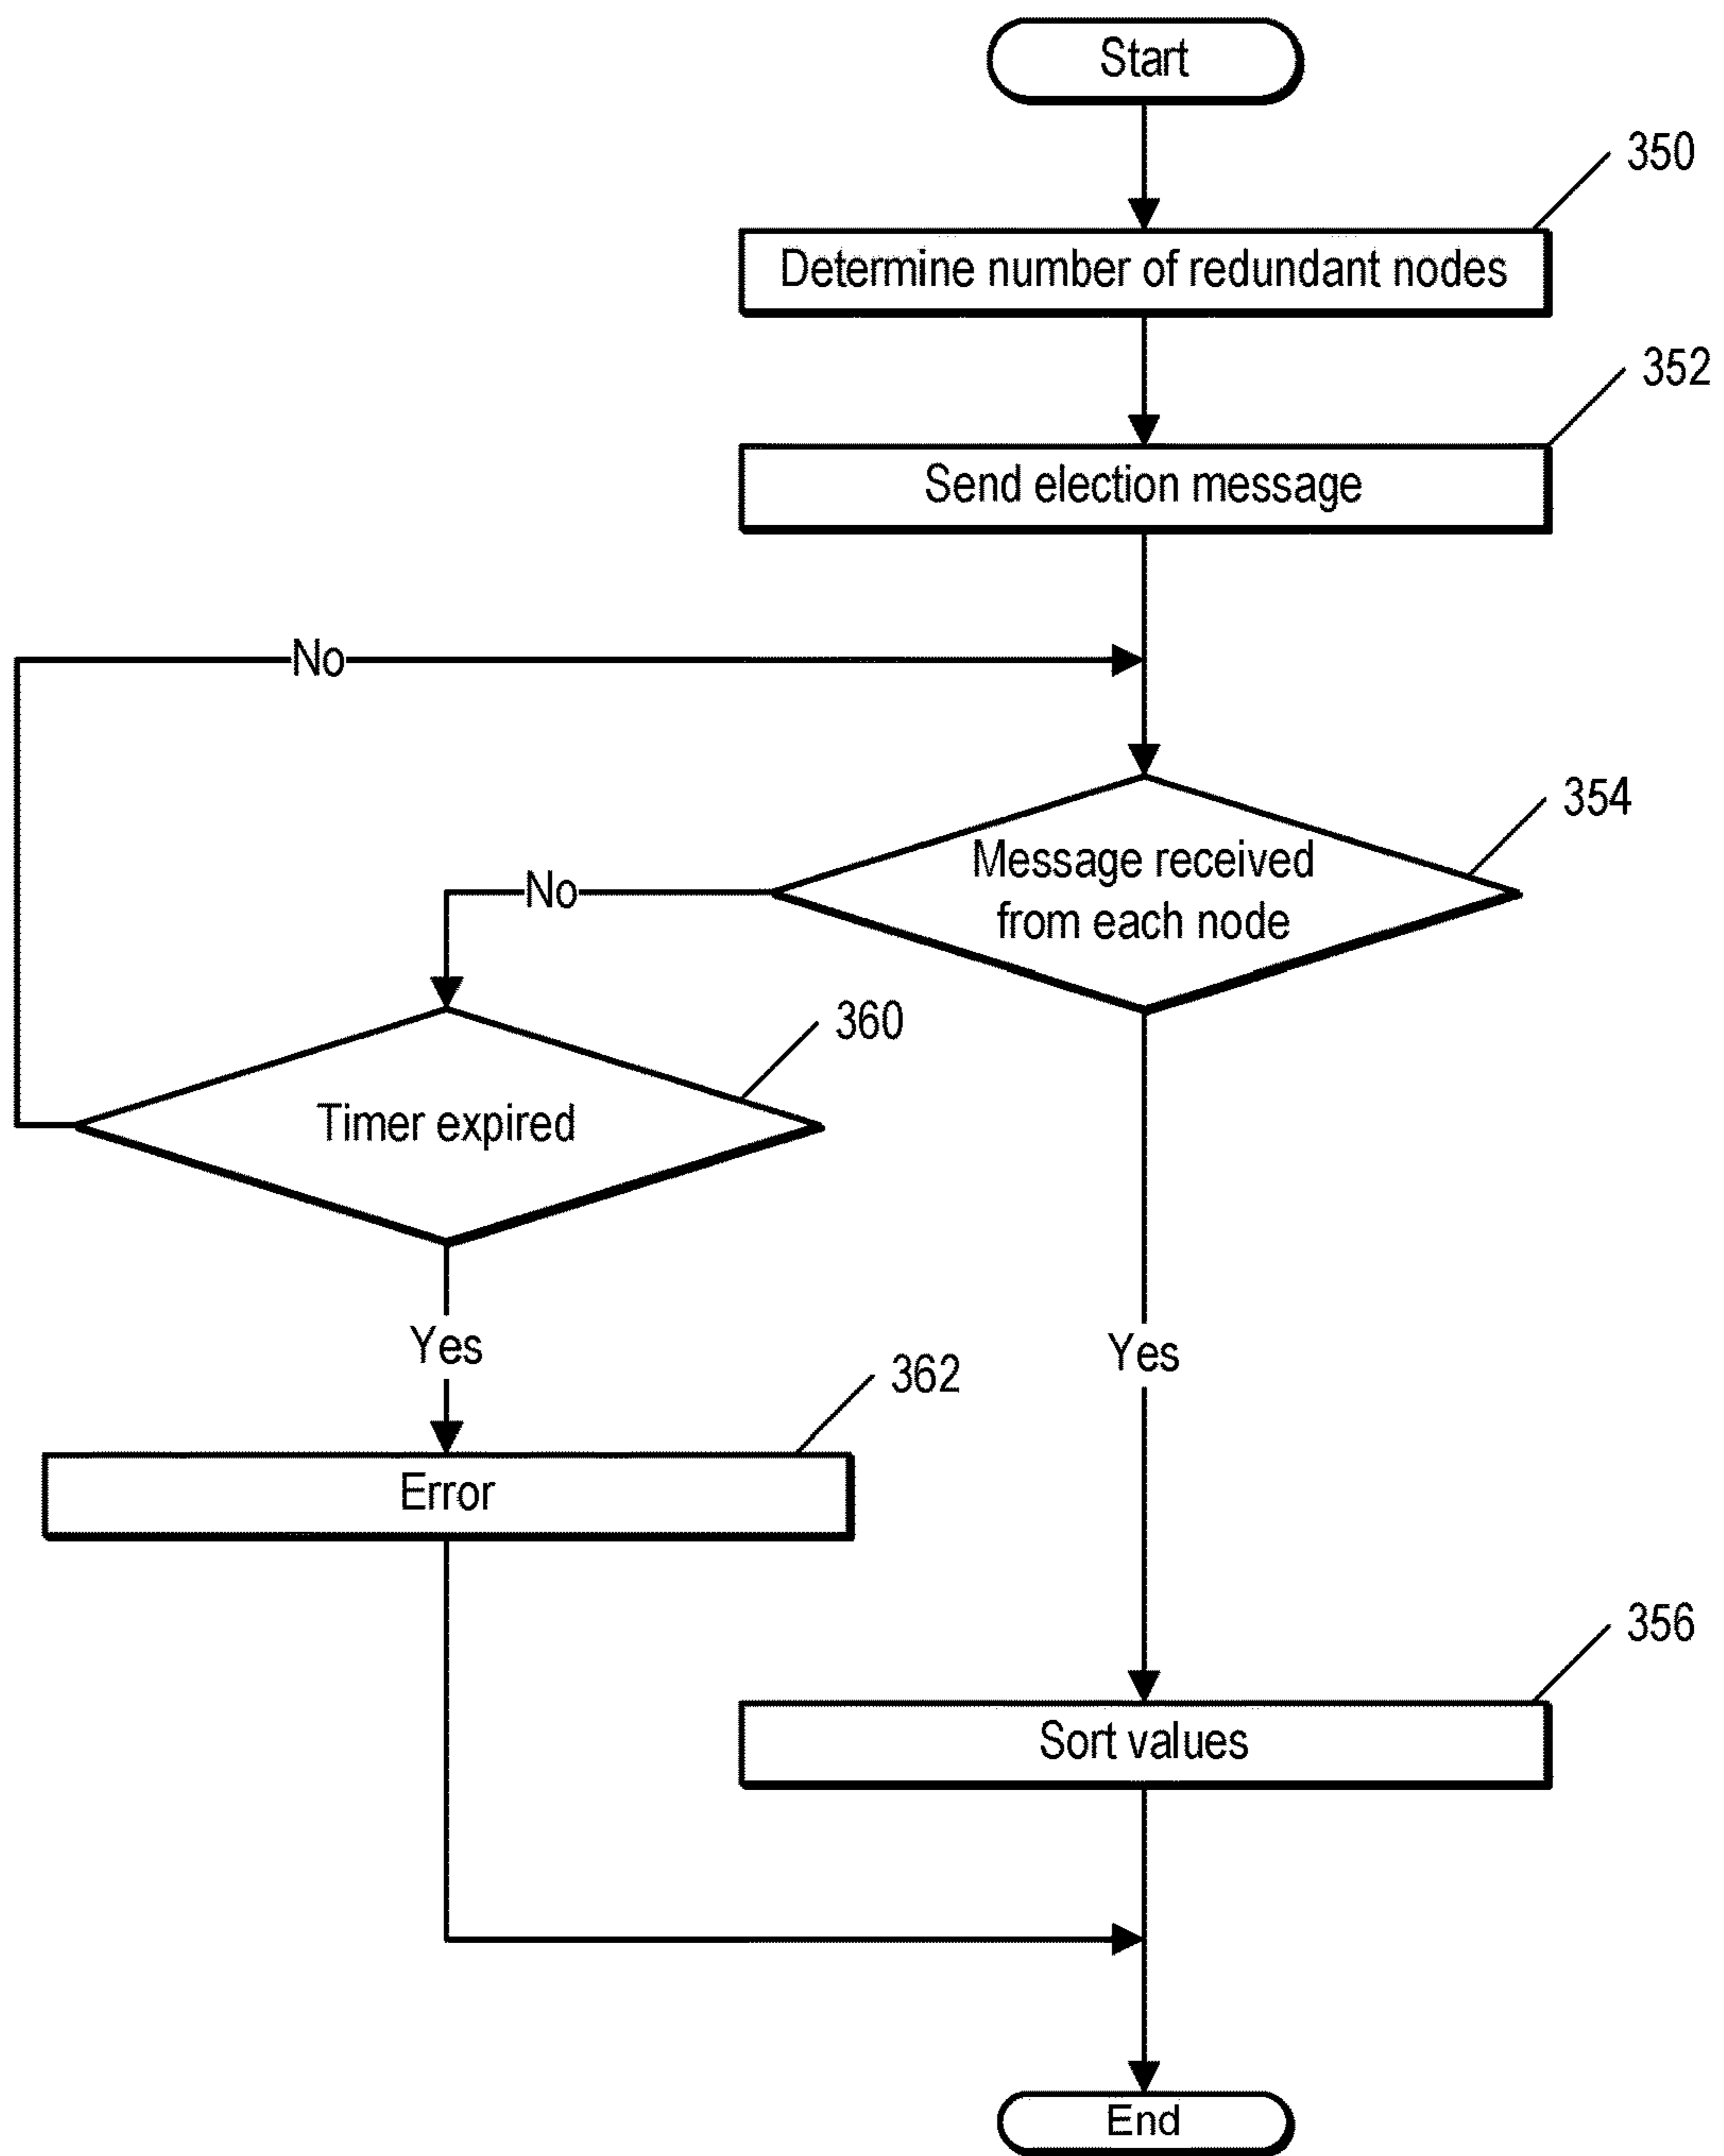 Start
350
Determine number of redundant nodes
352
Send election message
No
354
Message received
from each node
No
360
Timer expired
Yes
Yes
362
Error
356
Sort values
End